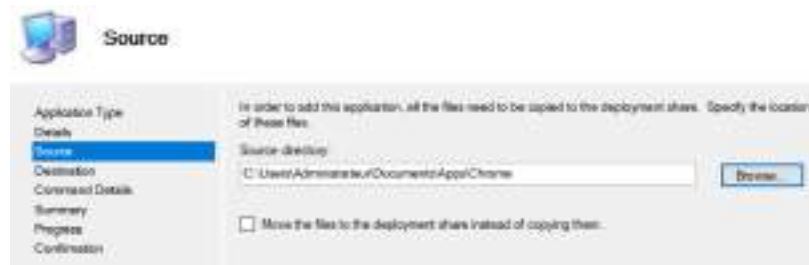 Source
Application Type
Details
Source
Destination
Command Details
Summary
Progress
Confirmation
In order to add this application, all the files need to be copied to the deployment share. Specify the location
of these files.
Source directory:
C:\Users\Administrateur\Documents\Apps\Chrome
Browse...
Move the files to the deployment share instead of copying them.